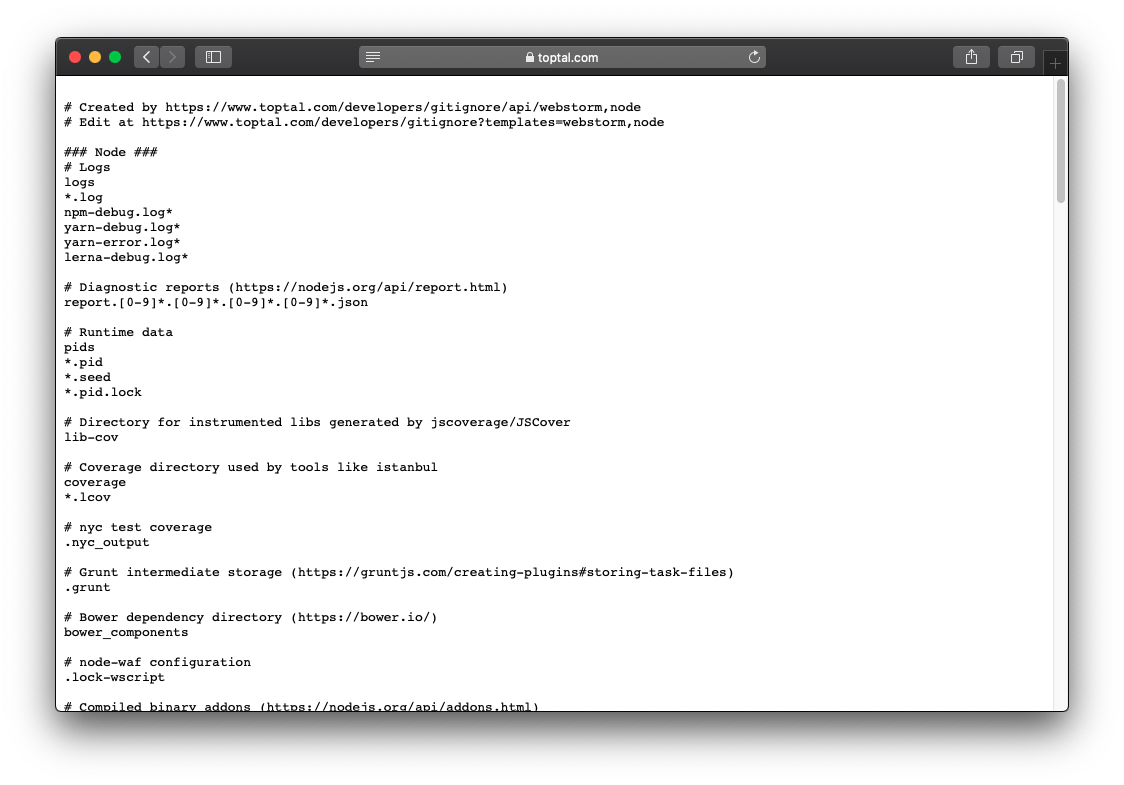 toptal.com
# Created by https://www.toptal.com/developers/gitignore/api/webstorm,node
# Edit at https://www.toptal.com/developers/gitignore?templates=webstorm,node
### Node ###
# Logs
logs
*.log
npm-debug.log*
yarn-debug.log*
yarn-error.log*
lerna-debug.log*
# Diagnostic reports (https://nodejs.org/api/report.html)
report.[0-9]*.[0-9]*.[0-9]*.[0-9]*.json
# Runtime data
pids
*.pid
*.seed
*.pid.lock
# Directory for instrumented libs generated by jscoverage/JSCover
lib-cov
# Coverage directory used by tools like istanbul
coverage
*.lcov
# nyc test coverage
.nyc_output
# Grunt intermediate storage (https://gruntjs.com/creating-plugins#storing-task-files)
.grunt
# Bower dependency directory (https://bower.io/)
bower_components
# node-waf configuration
.lock-wscript
# Compiled binary addons (https://nodejs.org/api/addons.html)